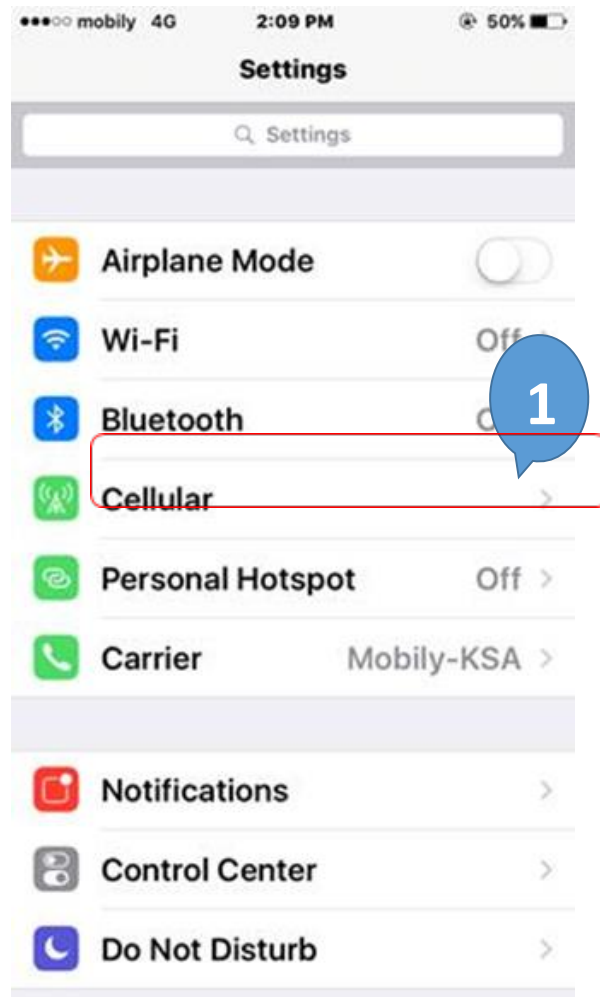 mobily 4G 2:09 PM 50%
Settings
Settings
Airplane Mode
Wi-Fi Off
Bluetooth
1
Cellular
Personal Hotspot Off
Carrier Mobily-KSA
Notifications
Control Center
Do Not Disturb